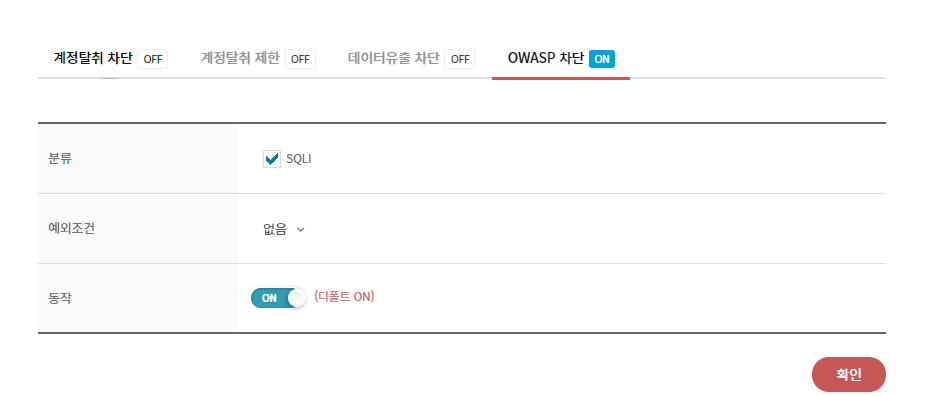 계정탈취 차단 OFF 계정탈취 제한 OFF 데이터유출 차단 OFF OWASP 차단 ON
분류 SQLI
예외조건 없음
동작 ON (디폴트 ON)
확인